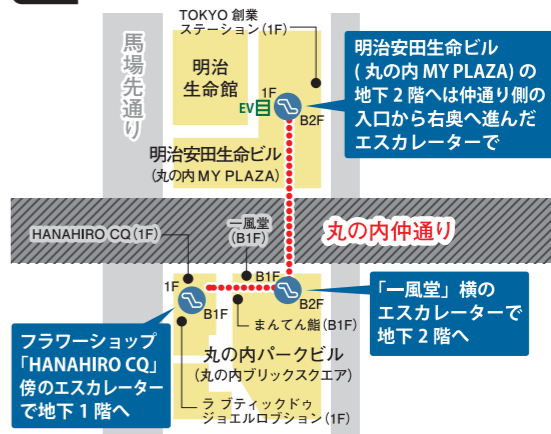 TOKYO 創業
ステーション(1F)
馬場先通り
明治
生命館
1F
EV
B2F
明治安田生命ビル
(丸の内 MY PLAZA) の
地下 2 階へは仲通り側の
入口から右奥へ進んだ
エスカレーターで
明治安田生命ビル
(丸の内 MY PLAZA)
HANAHIRO CQ(1F)
一風堂
(B1F)
丸の内仲通り
1F
B1F
B1F
B2F
まんてん鮨(B1F)
「一風堂」横の
エスカレーターで
地下 2 階へ
フラワーショップ
「HANAHIRO CQ」
傍のエスカレーター
で地下 1 階へ
丸の内パークビル
(丸の内ブリックスクエア)
ラ ブティックドゥ
ジョエルロブション(1F)